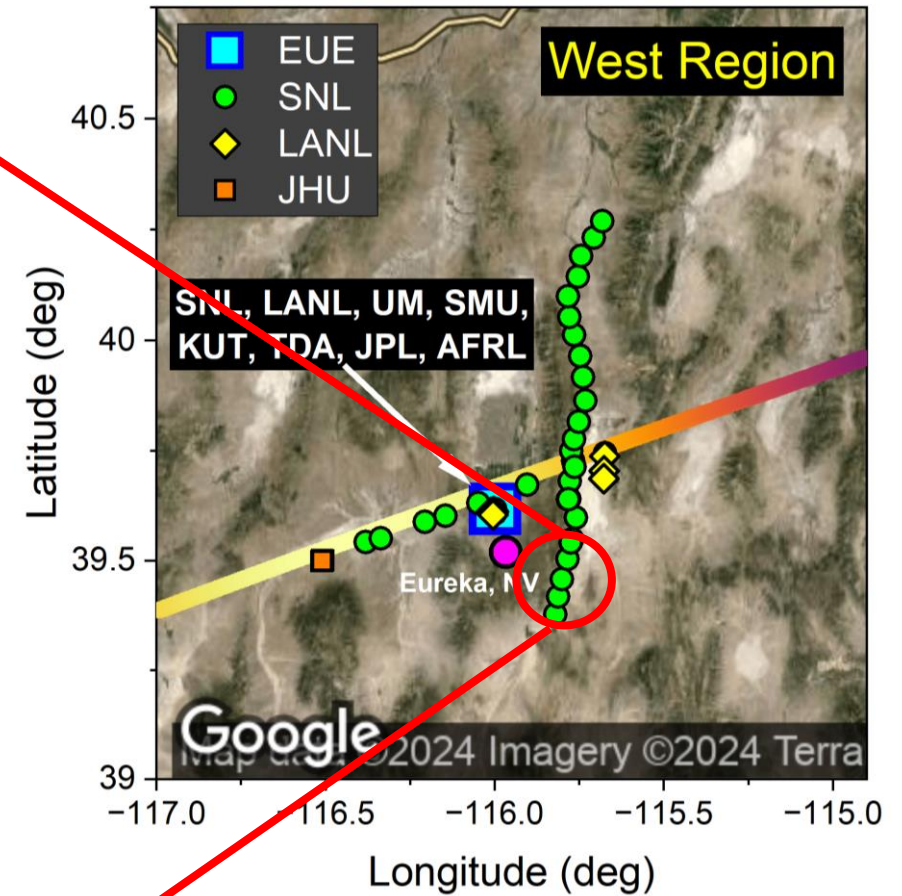 EUE
SNL
LANL
JHU
West Region
40.5
40
39.5
39
Latitude (deg)
SNL, LANL, UM, SMU,
KUT, TDA, JPL, AFRL
Eureka, NV
Google
Map data ©2024 Imagery ©2024 Terra
−117.0 −116.5 −116.0 −115.5 −115.0
Longitude (deg)